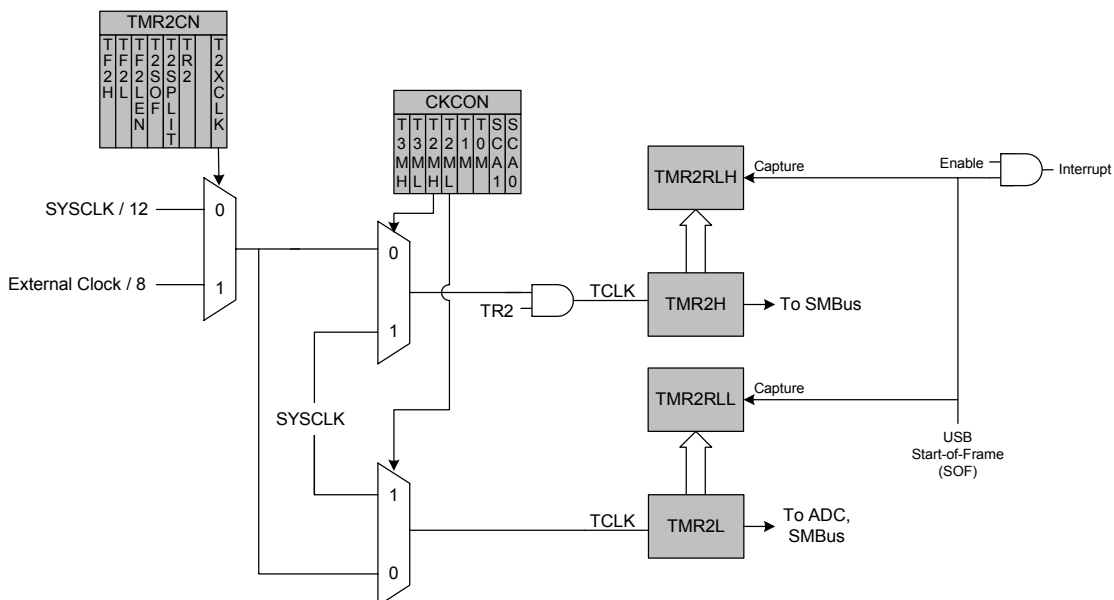 TMR2CN
TF2H
TF2L
TF2LEN
T2SOF
T2SPLIT
TR2
T2XCLK
CKCON
T3MH
T3ML
T2MH
T2ML
T1M
T0M
SCA1
SCA0
SYSCLK / 12
0
External Clock / 8
1
0
1
SYSCLK
1
0
TR2
TCLK
TMR2RLH
Capture
Enable
Interrupt
TMR2H
To SMBus
TMR2RLL
Capture
USB
Start-of-Frame
(SOF)
TCLK
TMR2L
To ADC,
SMBus